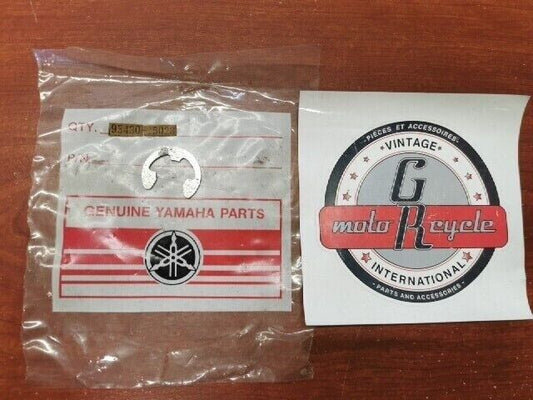 QTY.
P/N
GENUINE YAMAHA PARTS
PIÈCES ET ACCESSOIRES
VINTAGE
G
moto R cycle
INTERNATIONAL
PARTS AND ACCESSORIES